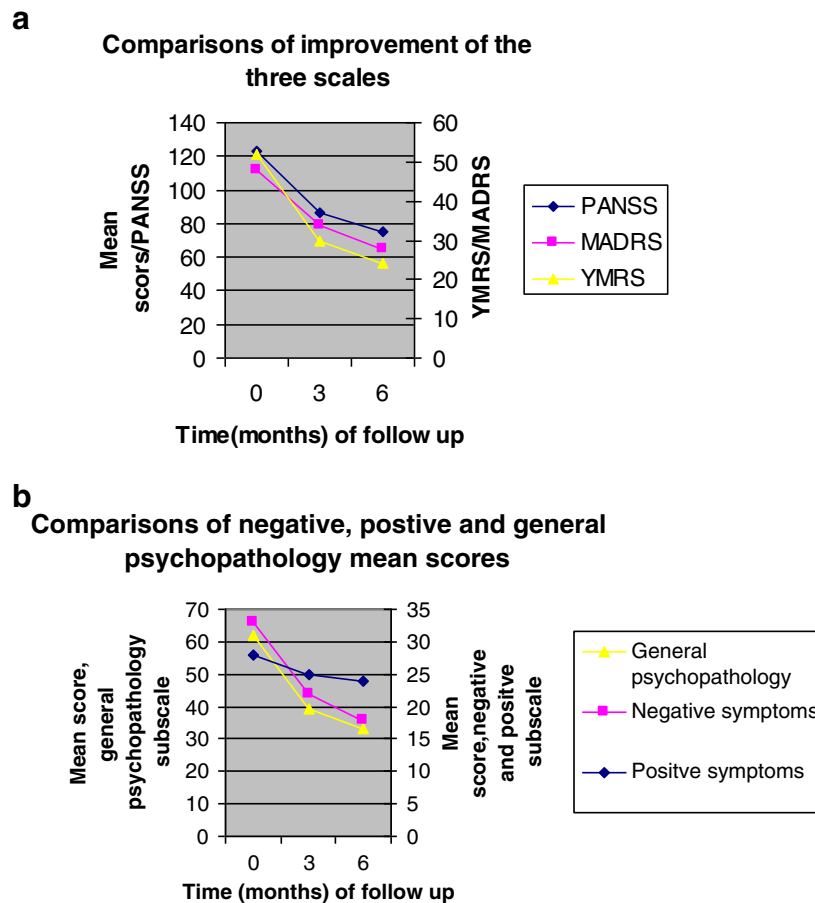 a
Comparisons of improvement of the
three scales
140
120
100
80
60
40
20
0
Mean
scors/PANSS
60
50
40
30
20
10
0
YMRS/MADRS
0 3 6
Time(months) of follow up
PANSS
MADRS
YMRS
b
Comparisons of negative, postive and general
psychopathology mean scores
70
60
50
40
30
20
10
0
Mean score,
general
psychopathology
subscale
35
30
25
20
15
10
5
0
Mean
score,negative
and positve
subscale
0 3 6
Time (months) of follow up
General
psychopathology
Negative symptoms
Positve symptoms